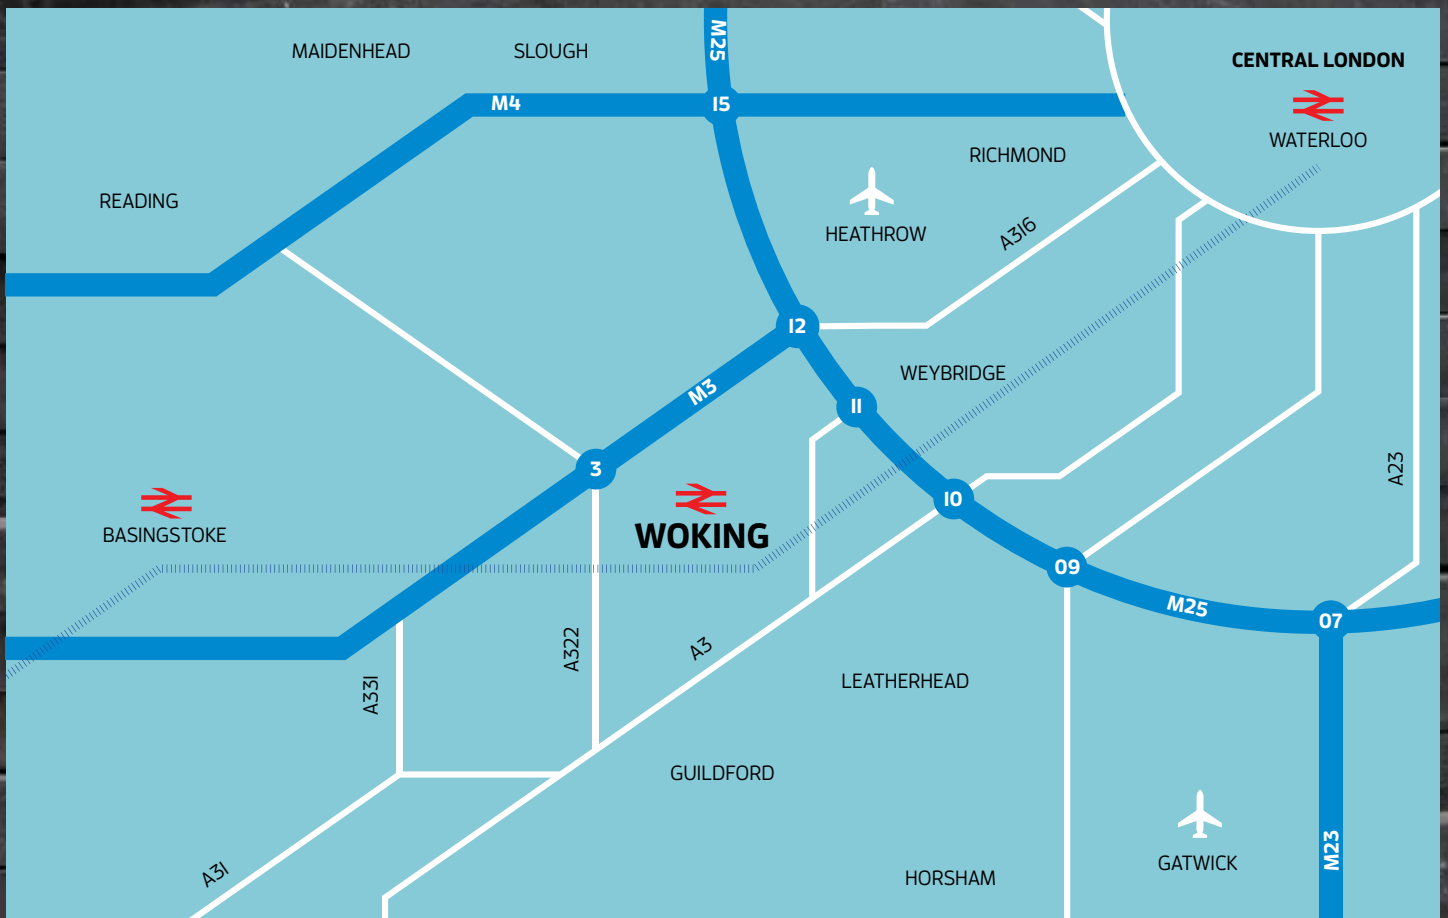 MAIDENHEAD
SLOUGH
M25
CENTRAL LONDON
M4
15
WATERLOO
RICHMOND
READING
HEATHROW
A316
12
WEYBRIDGE
M3
11
3
A23
10
BASINGSTOKE
WOKING
09
M25
07
A322
A3
A331
LEATHERHEAD
GUILDFORD
M23
GATWICK
A31
HORSHAM